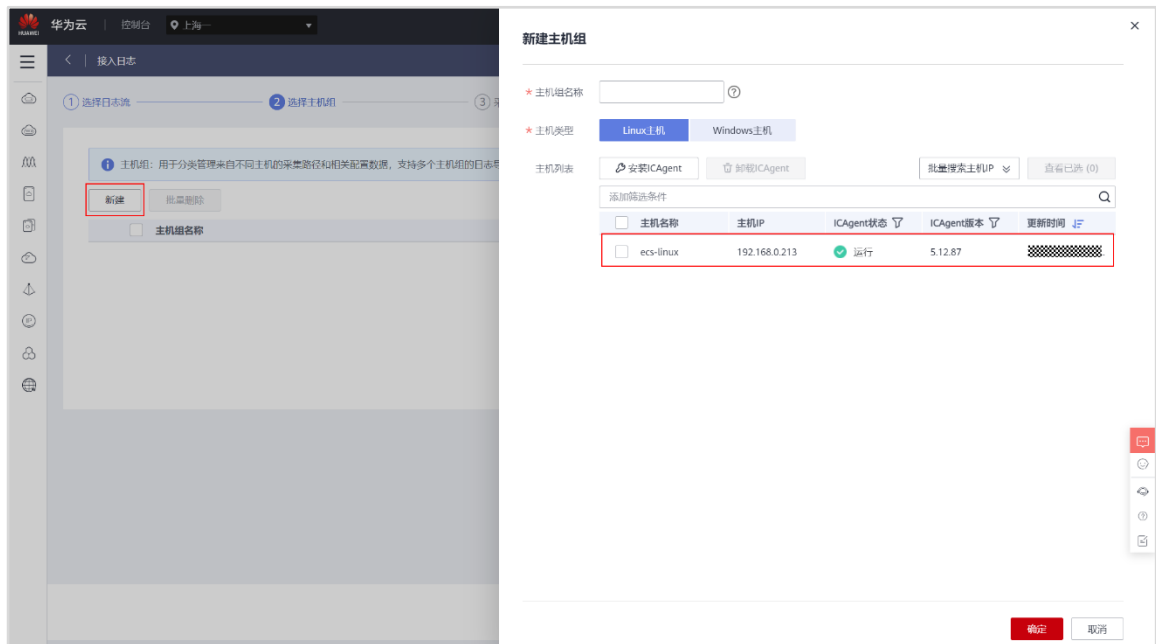 HUAWEI 华为云 控制台 上海一
接入日志
1 选择日志流 2 选择主机组 3
主机组：用于分类管理来自不同主机的采集路径和相关配置数据，支持多个主机组的日志
新建 批量删除
主机组名称
新建主机组
* 主机组名称
* 主机类型 Linux主机 Windows主机
主机列表 安装ICAgent 卸载ICAgent 批量搜索主机IP 查看已选 (0)
添加筛选条件
主机名称 主机IP ICAgent状态 ICAgent版本 更新时间
ecs-linux 192.168.0.213 运行 5.12.87
确定 取消